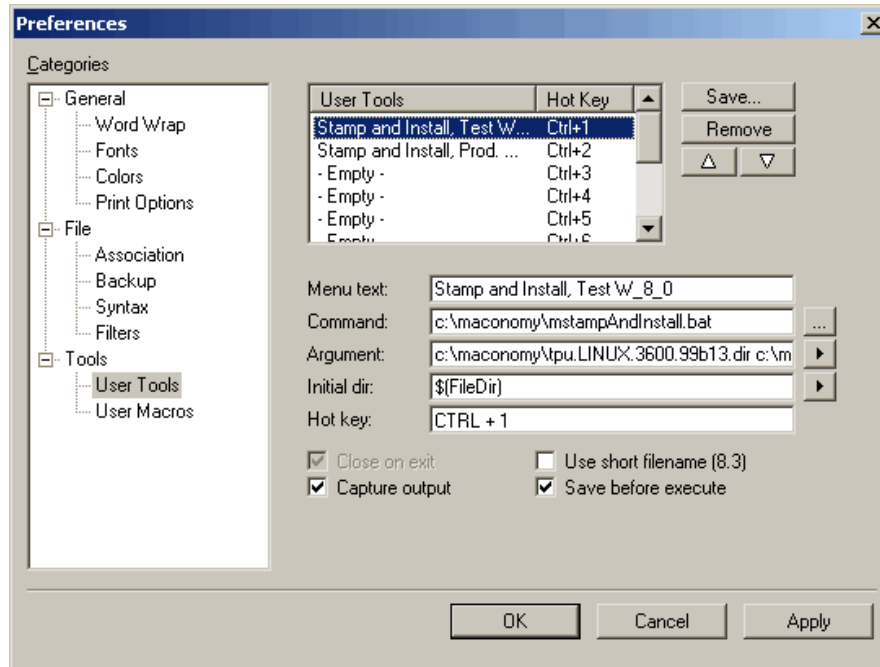 Preferences
Categories
General
Word Wrap
Fonts
Colors
Print Options
File
Association
Backup
Syntax
Filters
Tools
User Tools
User Macros
User Tools Hot Key
Stamp and Install, Test W... Ctrl+1
Stamp and Install, Prod. ... Ctrl+2
- Empty - Ctrl+3
- Empty - Ctrl+4
- Empty - Ctrl+5
- Empty - Ctrl+6
Save...
Remove
Menu text: Stamp and Install, Test W_8_0
Command: c:\maconomy\mstampAndInstall.bat ...
Argument: c:\maconomy\tpu.LINUX.3600.99b13.dir c:\m
Initial dir: $(FileDir)
Hot key: CTRL + 1
Close on exit Use short filename (8.3)
Capture output Save before execute
OK Cancel Apply